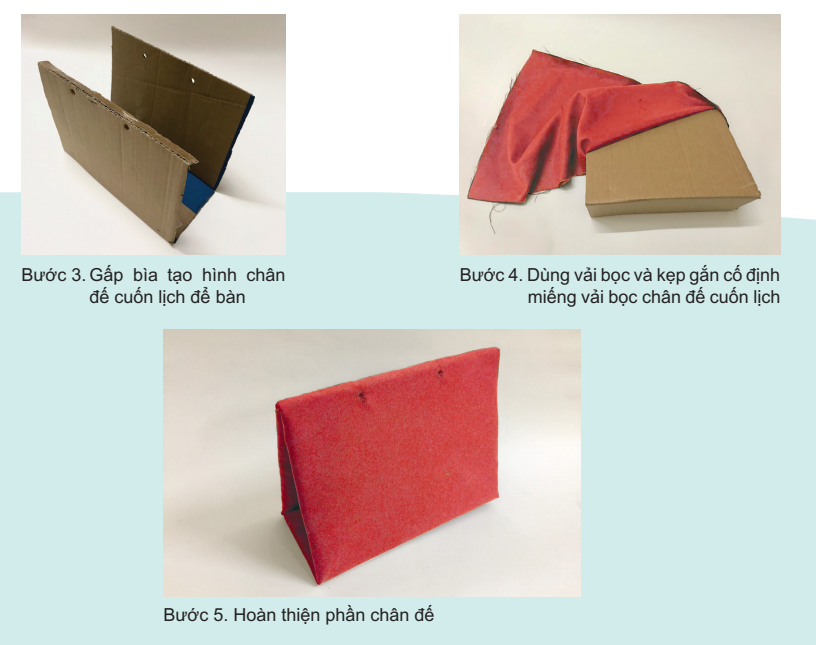 Bước 3. Gấp bìa tạo hình chân
đế cuốn lịch để bàn
Bước 4. Dùng vải bọc và kẹp gắn cố định
miếng vải bọc chân đế cuốn lịch
Bước 5. Hoàn thiện phần chân đế